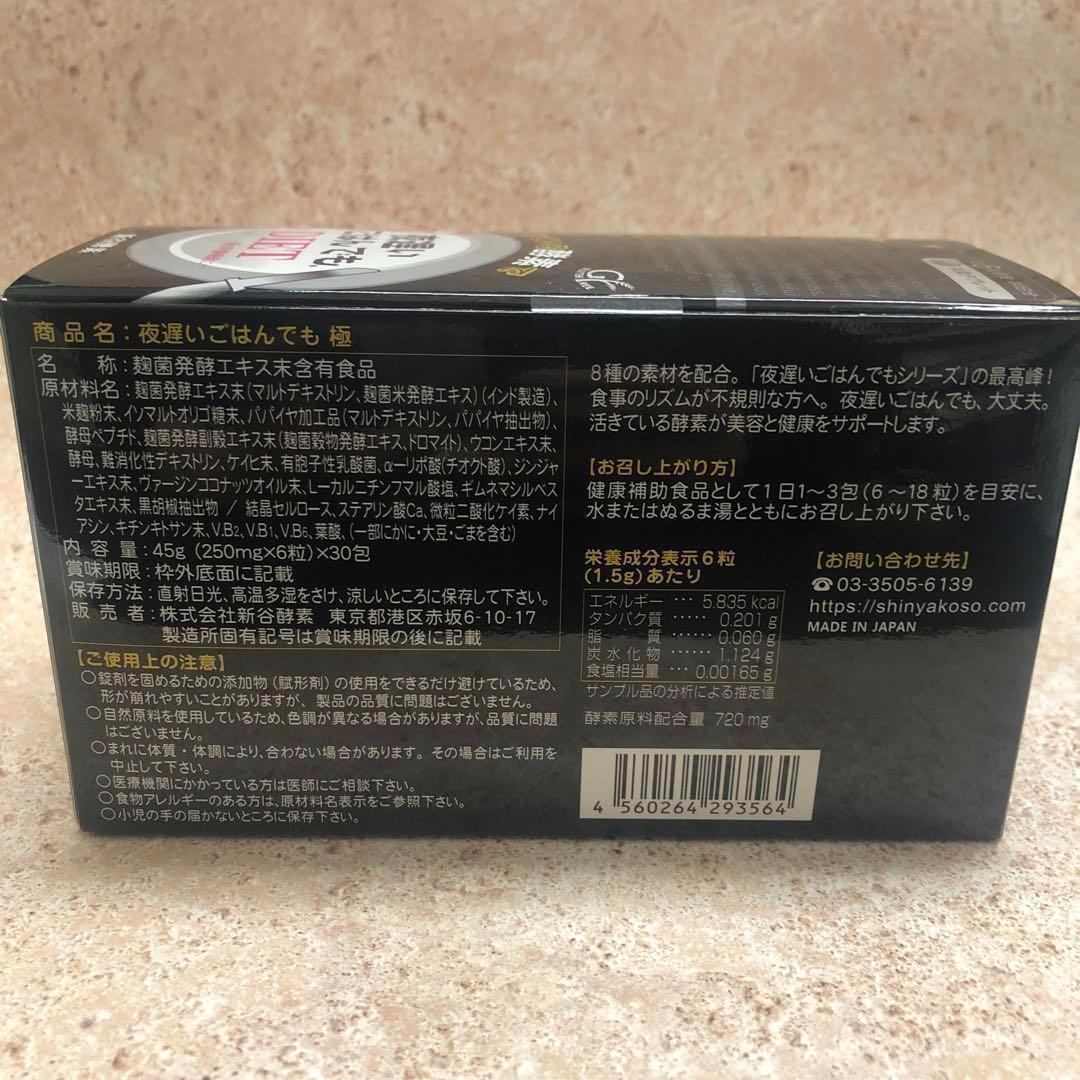 夜遅い
ごはんでも
DIET
酵素
商品名：夜遅いごはんでも 極
名　　称：麹菌発酵エキス末含有食品
原材料名：麹菌発酵エキス末（マルトデキストリン、麹菌米発酵エキス）（インド製造）、
米麹粉末、イソマルトオリゴ糖末、パパイヤ加工品（マルトデキストリン、パパイヤ抽出物）、
酵母ペプチド、麹菌発酵副穀エキス末（麹菌穀物発酵エキス、ドロマイト）、ウコンエキス末、
酵母、難消化性デキストリン、ケイヒ末、有胞子性乳酸菌、α-リポ酸（チオクト酸）、ジンジャ
ーエキス末、ヴァージンココナッツオイル末、L-カルニチンフマル酸塩、ギムネマシルベス
タエキス末、黒胡椒抽出物 / 結晶セルロース、ステアリン酸Ca、微粒二酸化ケイ素、ナイ
アシン、キチンキトサン末、V.B2、V.B1、V.B6、葉酸、（一部にかに・大豆・ごまを含む）
内 容 量：45g（250mg×6粒）×30包
賞味期限：枠外底面に記載
保存方法：直射日光、高温多湿をさけ、涼しいところに保存して下さい。
販 売 者：株式会社新谷酵素　東京都港区赤坂6-10-17
製造所固有記号は賞味期限の後に記載
【ご使用上の注意】
○錠剤を固めるための添加物（賦形剤）の使用をできるだけ避けているため、
形が崩れやすいことがありますが、製品の品質に問題はございません。
○自然原料を使用しているため、色調が異なる場合がありますが、品質に問題
はございません。
○まれに体質・体調により、合わない場合があります。その場合はご利用を
中止して下さい。
○医療機関にかかっている方は医師にご相談下さい。
○食物アレルギーのある方は、原材料名表示をご参照下さい。
○小児の手の届かないところに保存下さい。
8種の素材を配合。「夜遅いごはんでもシリーズ」の最高峰！
食事のリズムが不規則な方へ。夜遅いごはんでも、大丈夫。
活きている酵素が美容と健康をサポートします。
【お召し上がり方】
健康補助食品として1日1～3包（6～18粒）を目安に、
水またはぬるま湯とともにお召し上がり下さい。
栄養成分表示6粒
（1.5g）あたり
エネルギー … 5.835 kcal
タンパク質 …… 0.201 g
脂　　質 …… 0.060 g
炭水化物 …… 1.124 g
食塩相当量 … 0.00165 g
サンプル品の分析による推定値
酵素原料配合量 720mg
【お問い合わせ先】
☎03-3505-6139
https://shinyakoso.com
MADE IN JAPAN
4 560264 293564